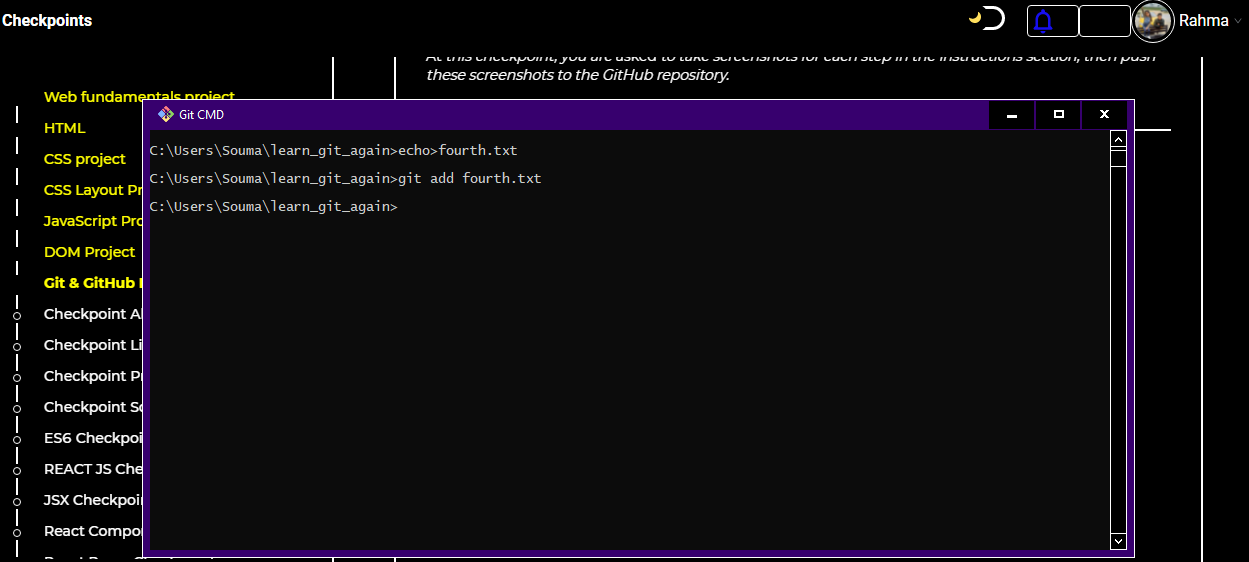 Checkpoints
Rahma
At this checkpoint, you are asked to take screenshots for each step in the instructions section, then push
these screenshots to the GitHub repository.
Web fundamentals project
HTML
CSS project
CSS Layout Pr
JavaScript Pro
DOM Project
Git & GitHub
Checkpoint Al
Checkpoint Li
Checkpoint Pr
Checkpoint Sc
ES6 Checkpoi
REACT JS Che
JSX Checkpoi
React Compo
Git CMD
C:\Users\Souma\learn_git_again>echo>fourth.txt
C:\Users\Souma\learn_git_again>git add fourth.txt
C:\Users\Souma\learn_git_again>